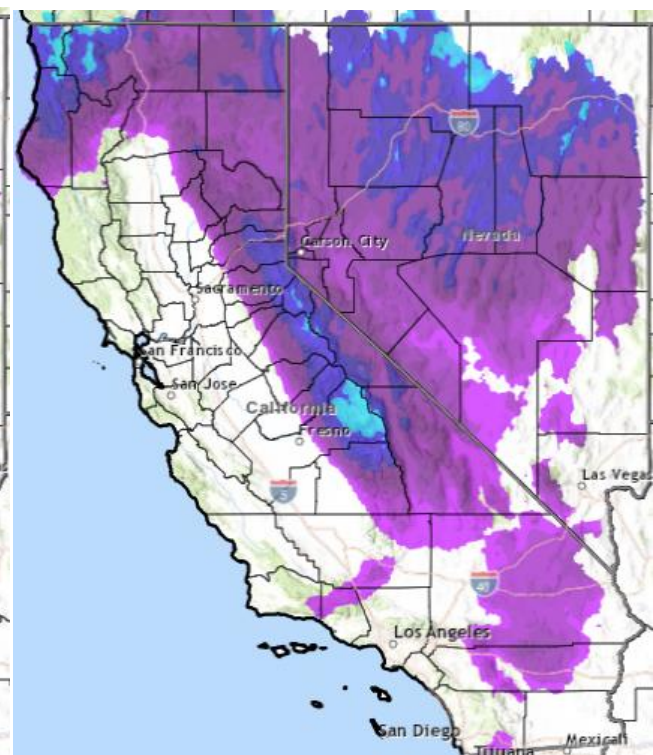 80
Nevada
Carson City
Sacramento
San Francisco
San Jose
California
Fresno
5
Las Vegas
40
Los Angeles
San Diego
Mexicali
Tijuana